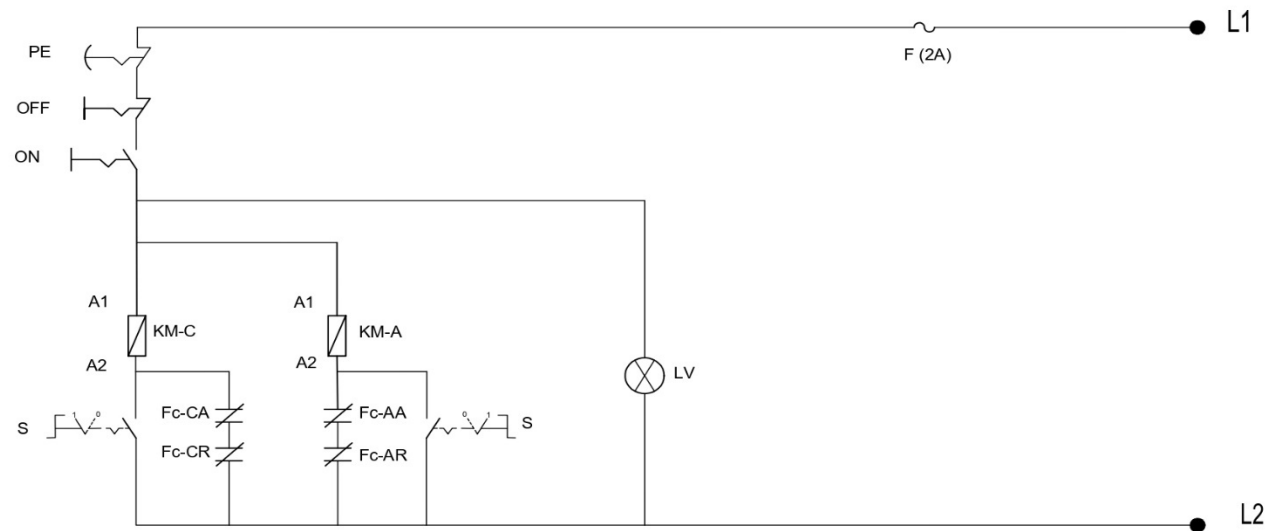 L1
PE
F (2A)
OFF
ON
A1
A1
KM-C
KM-A
A2
A2
LV
Fc-CA
Fc-AA
S
1
0
0
1
S
Fc-CR
Fc-AR
L2